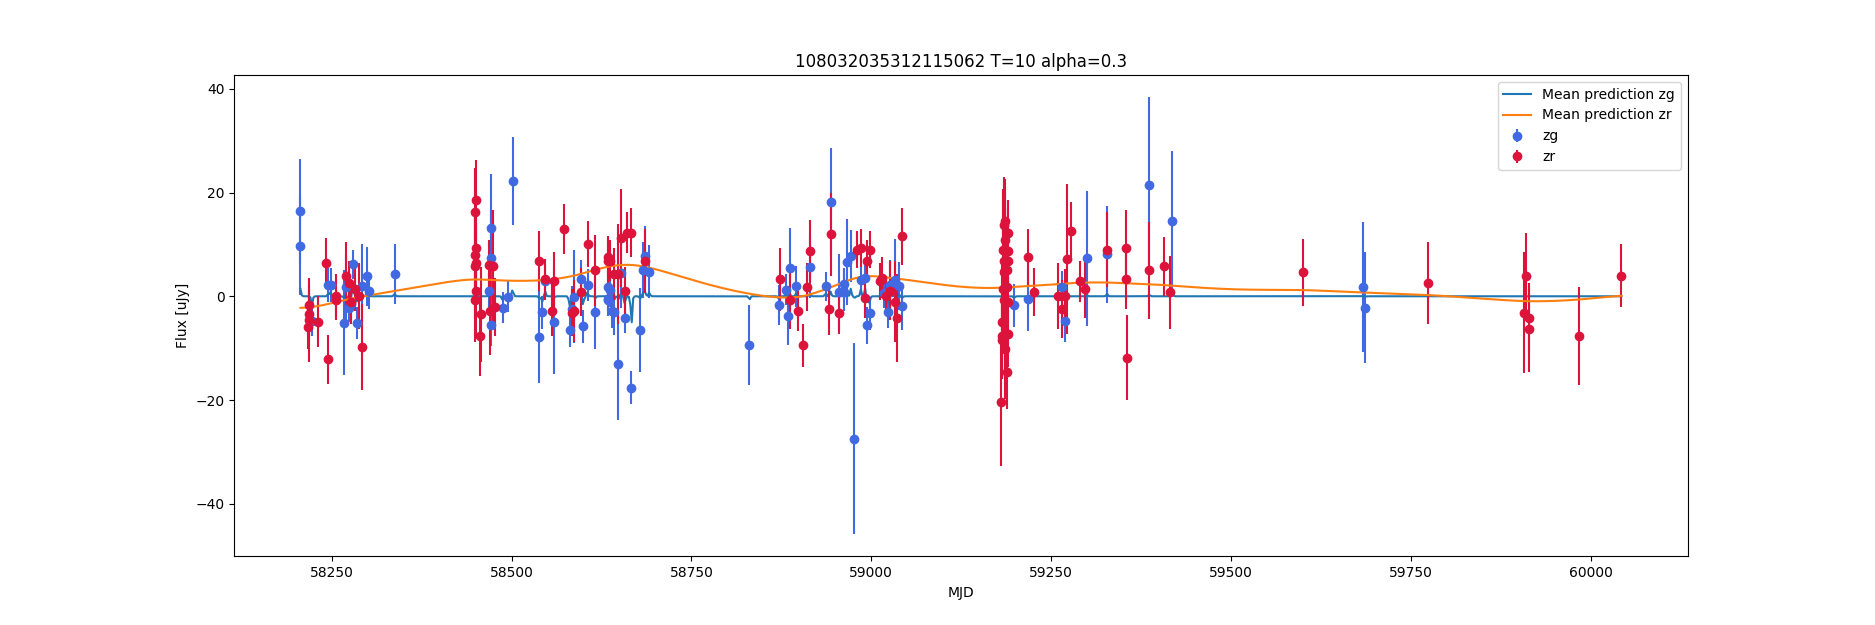 108032035312115062 T=10 alpha=0.3
Mean prediction zg
Mean prediction zr
zg
zr
Flux [uJy]
40
20
0
−20
−40
58250 58500 58750 59000 59250 59500 59750 60000
MJD